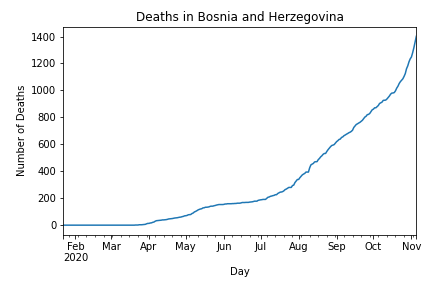 Deaths in Bosnia and Herzegovina
1400
1200
1000
800
600
400
200
0
Number of Deaths
Feb Mar Apr May Jun Jul Aug Sep Oct Nov
2020
Day